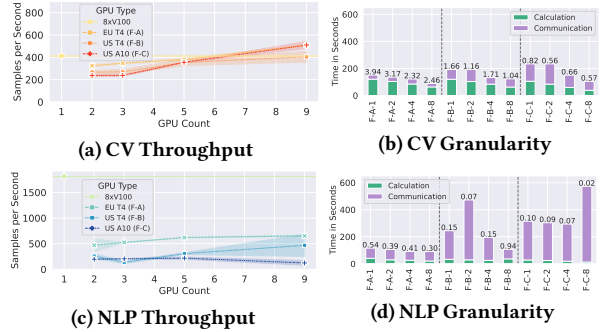 Samples per Second
800
600
400
200
0
GPU Type
8xV100
EU T4 (F-A)
US T4 (F-B)
US A10 (F-C)
1 2 3 4 5 6 7 8 9
GPU Count
(a) CV Throughput
Time in Seconds
600
400
200
0
Calculation
Communication
3.94 3.17 2.32 2.46 1.66 1.16 1.71 1.04 0.82 0.56 0.66 0.57
F-A-1 F-A-2 F-A-4 F-A-8 F-B-1 F-B-2 F-B-4 F-B-8 F-C-1 F-C-2 F-C-4 F-C-8
(b) CV Granularity
Samples per Second
1500
1000
500
0
GPU Type
8xV100
EU T4 (F-A)
US T4 (F-B)
US A10 (F-C)
1 2 3 4 5 6 7 8 9
GPU Count
(c) NLP Throughput
Time in Seconds
600
400
200
0
Calculation
Communication
0.54 0.39 0.41 0.30 0.15 0.07 0.15 0.94 0.10 0.09 0.07 0.02
F-A-1 F-A-2 F-A-4 F-A-8 F-B-1 F-B-2 F-B-4 F-B-8 F-C-1 F-C-2 F-C-4 F-C-8
(d) NLP Granularity